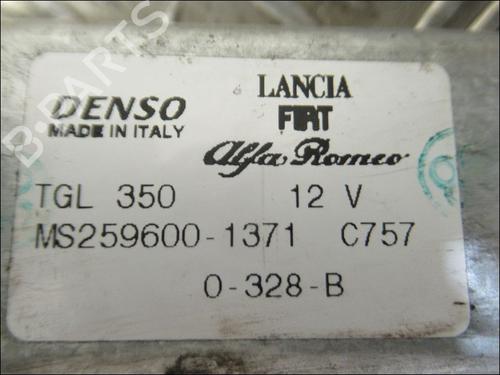 B-PARTS
DENSO
MADE IN ITALY
LANCIA
FIAT
Alfa Romeo
TGL 350 12 V
MS259600-1371 C757
0-328-B